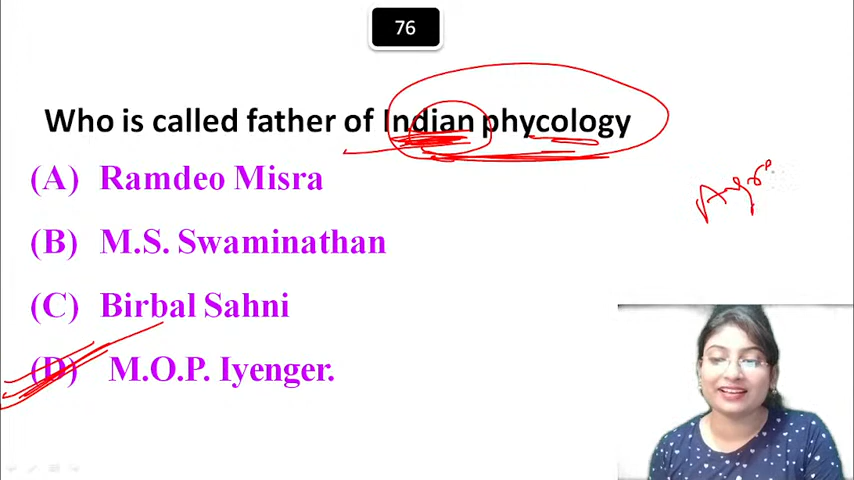 76
Who is called father of Indian phycology
(A) Ramdeo Misra
(B) M.S. Swaminathan
(C) Birbal Sahni
(D) M.O.P. Iyenger.